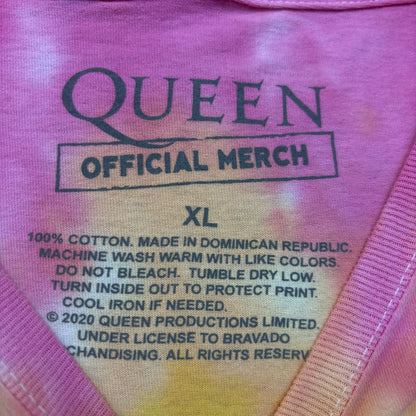 QUEEN
OFFICIAL MERCH
XL
100% COTTON. MADE IN DOMINICAN REPUBLIC.
MACHINE WASH WARM WITH LIKE COLORS.
DO NOT BLEACH. TUMBLE DRY LOW.
TURN INSIDE OUT TO PROTECT PRINT.
COOL IRON IF NEEDED.
© 2020 QUEEN PRODUCTIONS LIMITED.
UNDER LICENSE TO BRAVADO
CHANDISING. ALL RIGHTS RESERV